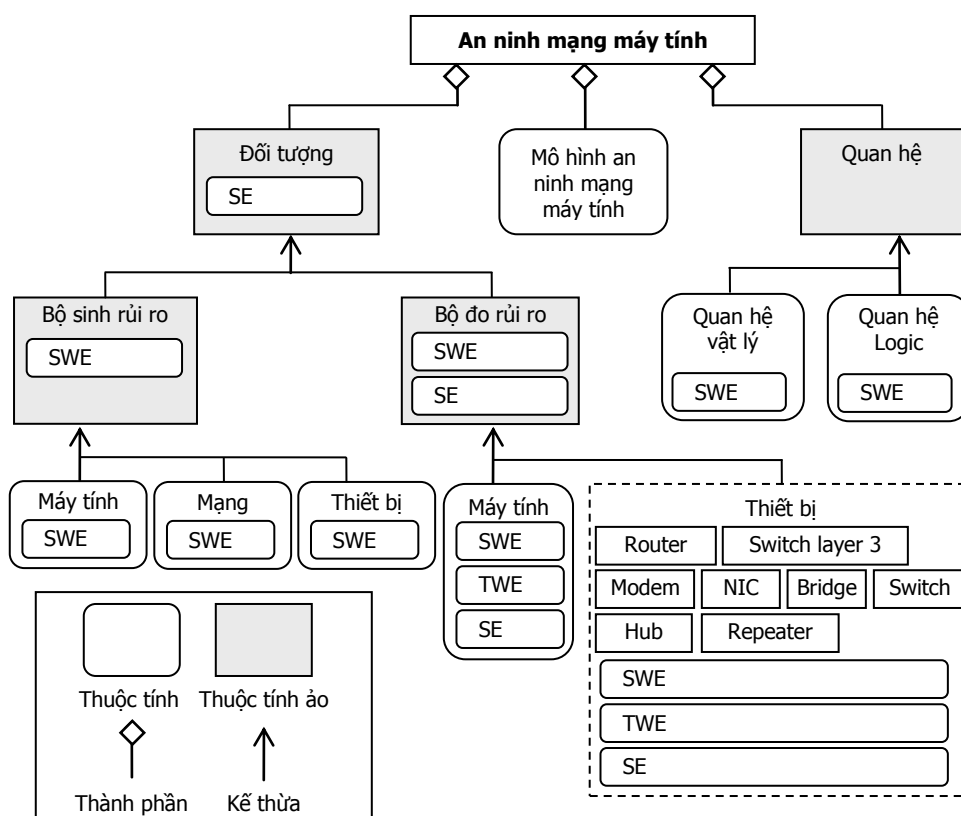 An ninh mạng máy tính
Đối tượng
SE
Mô hình an
ninh mạng
máy tính
Quan hệ
Bộ sinh rủi ro
SWE
Bộ đo rủi ro
SWE
SE
Quan hệ
vật lý
SWE
Quan hệ
Logic
SWE
Máy tính
SWE
Mạng
SWE
Thiết bị
SWE
Máy tính
SWE
TWE
SE
Thiết bị
Router
Switch layer 3
Modem
NIC
Bridge
Switch
Hub
Repeater
SWE
TWE
SE
Thuộc tính
Thuộc tính ảo
Thành phần
Kế thừa